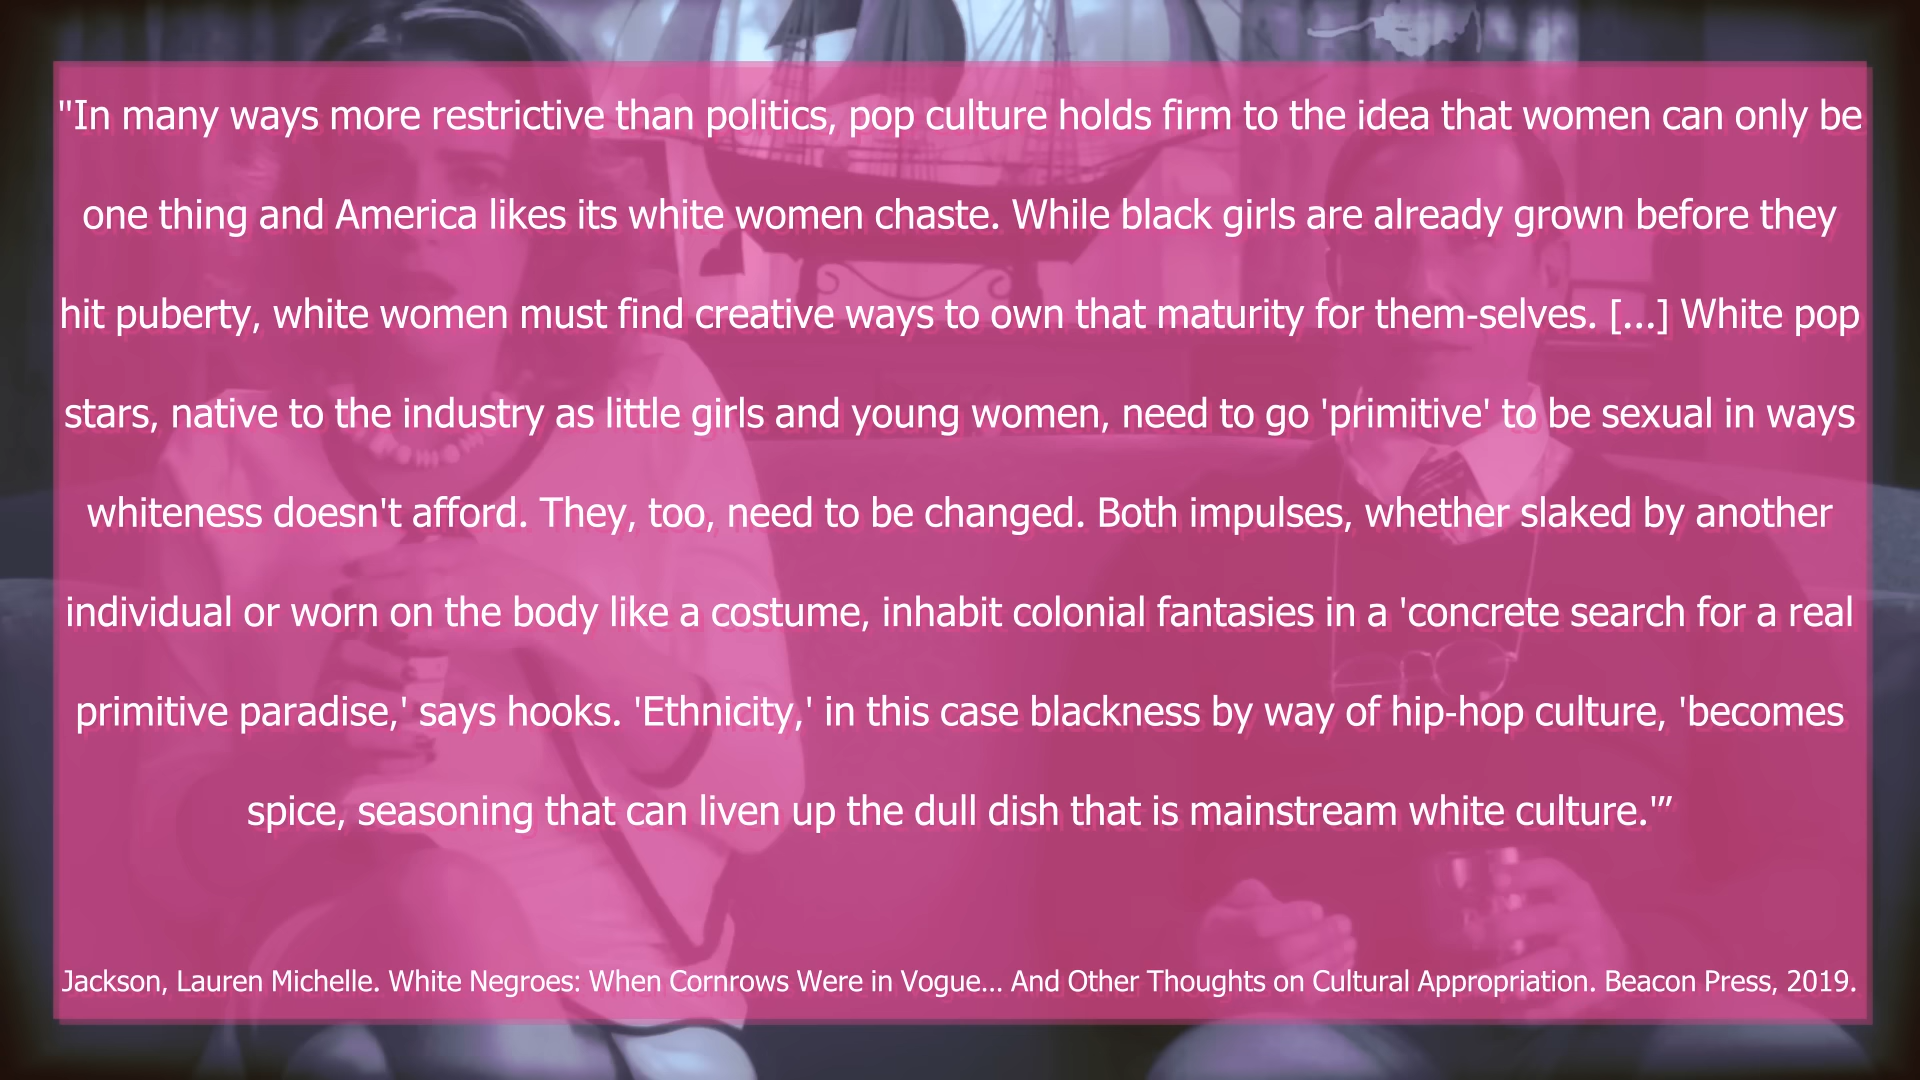 "In many ways more restrictive than politics, pop culture holds firm to the idea that women can only be
one thing and America likes its white women chaste. While black girls are already grown before they
hit puberty, white women must find creative ways to own that maturity for them-selves. [...] White pop
stars, native to the industry as little girls and young women, need to go 'primitive' to be sexual in ways
whiteness doesn't afford. They, too, need to be changed. Both impulses, whether slaked by another
individual or worn on the body like a costume, inhabit colonial fantasies in a 'concrete search for a real
primitive paradise,' says hooks. 'Ethnicity,' in this case blackness by way of hip-hop culture, 'becomes
spice, seasoning that can liven up the dull dish that is mainstream white culture.'”
Jackson, Lauren Michelle. White Negroes: When Cornrows Were in Vogue... And Other Thoughts on Cultural Appropriation. Beacon Press, 2019.